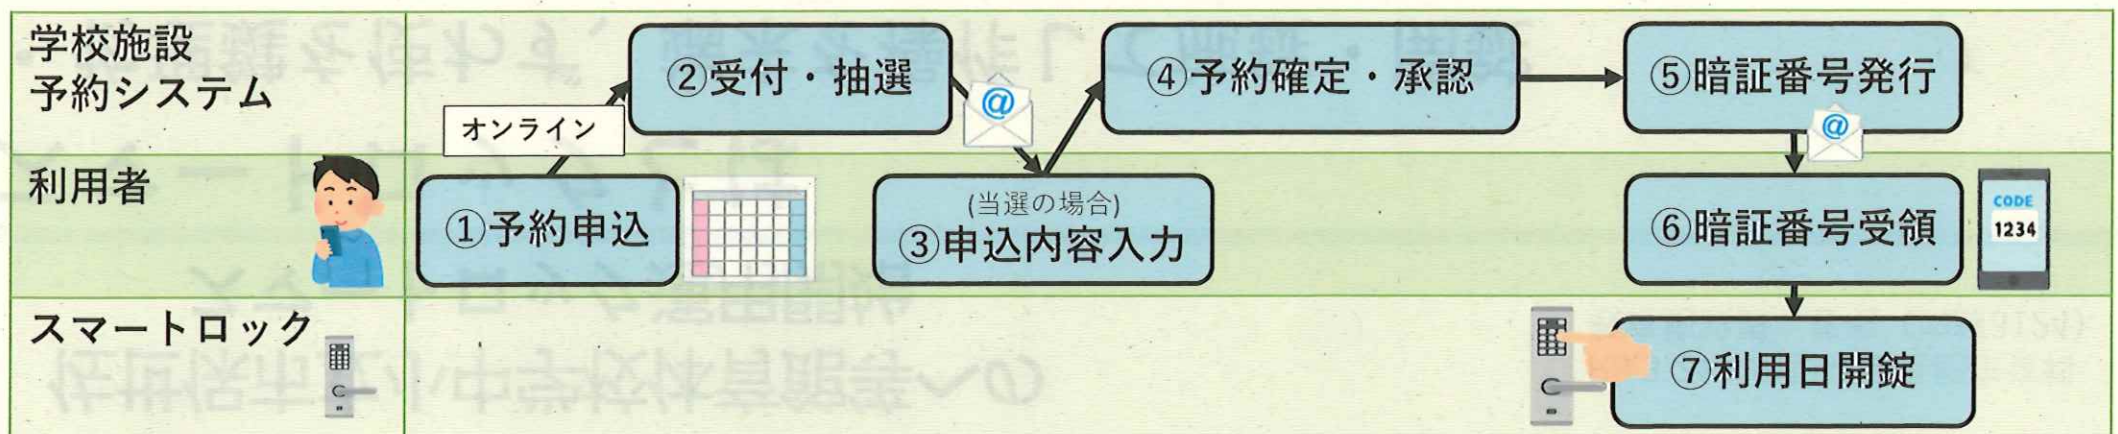 学校施設
予約システム
②受付・抽選
@
④予約確定・承認
⑤暗証番号発行
@
オンライン
利用者
①予約申込
(当選の場合)
③申込内容入力
⑥暗証番号受領
CODE
1234
スマートロック
⑦利用日開錠